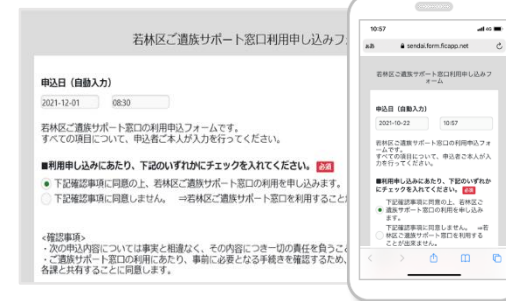 若林区ご遺族サポート窓口利用申し込みフ
申込日（自動入力）
2021-12-01 08:30
若林区ご遺族サポート窓口の利用申込フォームです。
すべての項目について、申込者ご本人が入力を行ってください。
■利用申し込みにあたり、下記のいずれかにチェックを入れてください。 必須
下記確認事項に同意の上、若林区ご遺族サポート窓口の利用を申し込みます。
下記確認事項に同意しません。 ⇒若林区ご遺族サポート窓口を利用すること
<確認事項>
・次の申込内容については事実と相違なく、その内容につき一切の責任を負うこ
・ご遺族サポート窓口の利用にあたり、事前に必要となる手続きを確認するため、
各課と共有することに同意します。
10:57
4G
ああ sendai.form.ficapp.net
若林区ご遺族サポート窓口利用申し込みフ
ォーム
申込日（自動入力）
2021-10-22 10:57
若林区ご遺族サポート窓口の利用申込フォ
ームです。
すべての項目について、申込者ご本人が入
力を行ってください。
■利用申し込みにあたり、下記のいずれか
にチェックを入れてください。 必須
下記確認事項に同意の上、若林区ご
遺族サポート窓口の利用を申し込み
ます。
下記確認事項に同意しません。 ⇒若
林区ご遺族サポート窓口を利用する
ことが出来ません。